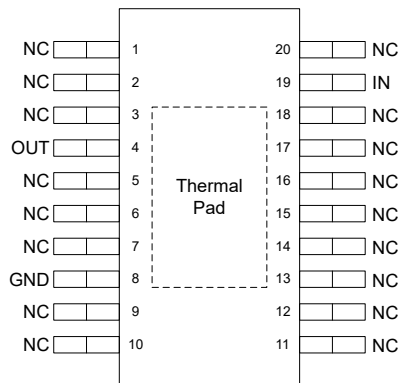 NC 1 20 NC
NC 2 19 IN
NC 3 18 NC
OUT 4 17 NC
NC 5 Thermal 16 NC
NC 6 Pad 15 NC
NC 7 14 NC
GND 8 13 NC
NC 9 12 NC
NC 10 11 NC